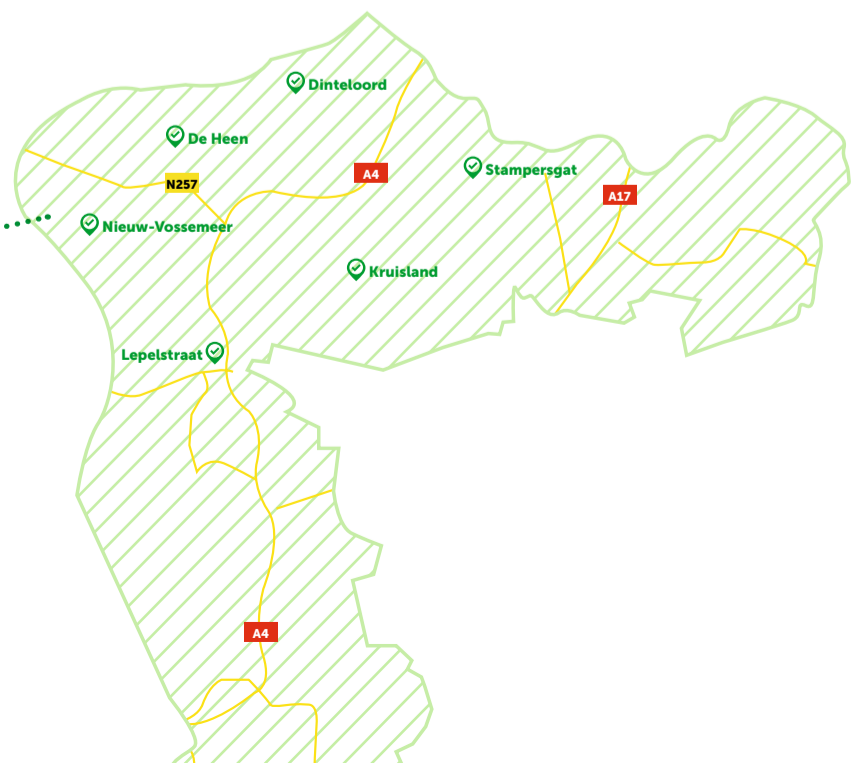 Dinteloord
De Heen
A4
Stampersgat
N257
A17
Nieuw-Vossemeer
Kruisland
Lepelstraat
A4